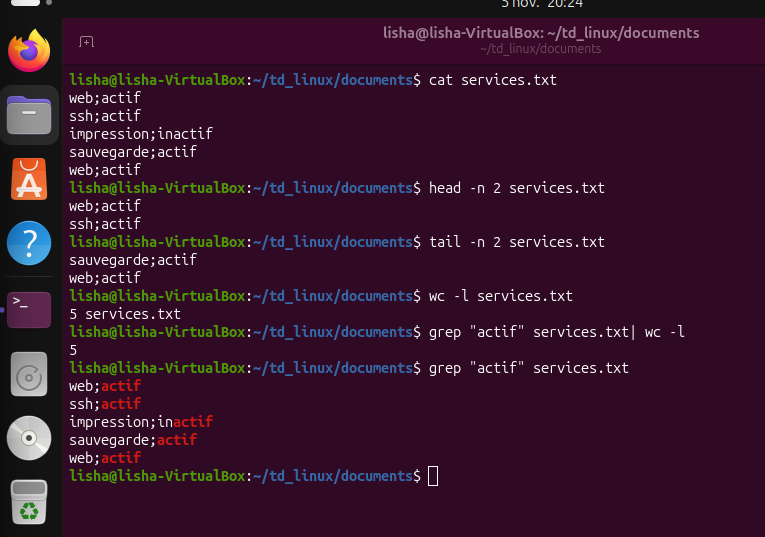 5 nov. 20:24
lisha@lisha-VirtualBox: ~/td_linux/documents
~/td_linux/documents
lisha@lisha-VirtualBox:~/td_linux/documents$ cat services.txt
web;actif
ssh;actif
impression;inactif
sauvegarde;actif
web;actif
lisha@lisha-VirtualBox:~/td_linux/documents$ head -n 2 services.txt
web;actif
ssh;actif
lisha@lisha-VirtualBox:~/td_linux/documents$ tail -n 2 services.txt
sauvegarde;actif
web;actif
lisha@lisha-VirtualBox:~/td_linux/documents$ wc -l services.txt
5 services.txt
lisha@lisha-VirtualBox:~/td_linux/documents$ grep "actif" services.txt| wc -l
5
lisha@lisha-VirtualBox:~/td_linux/documents$ grep "actif" services.txt
web;actif
ssh;actif
impression;inactif
sauvegarde;actif
web;actif
lisha@lisha-VirtualBox:~/td_linux/documents$